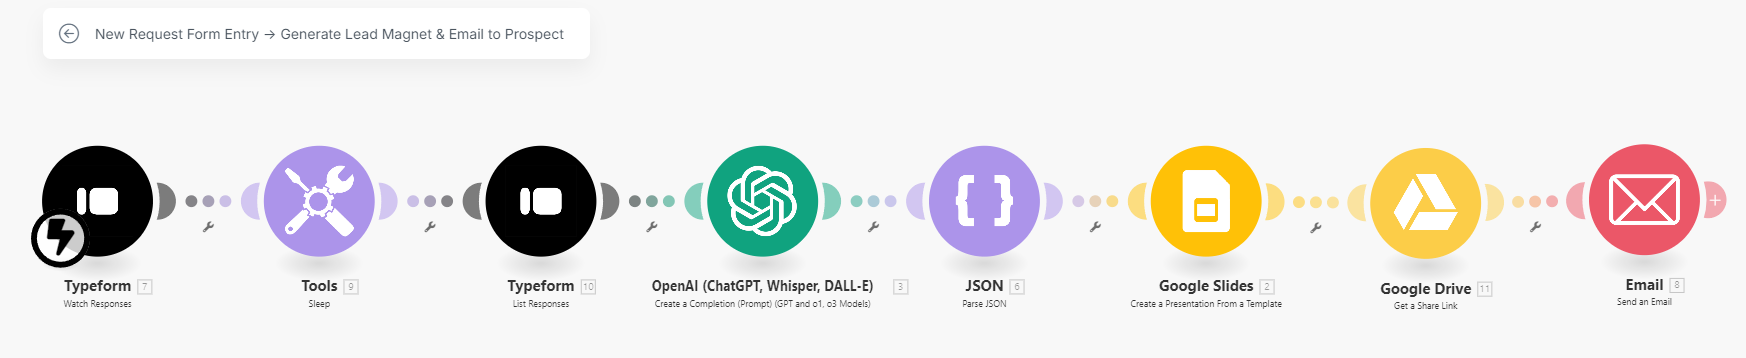 New Request Form Entry → Generate Lead Magnet & Email to Prospect
Typeform 7
Watch Responses
Tools 9
Sleep
Typeform 10
List Responses
OpenAI (ChatGPT, Whisper, DALL-E) 3
Create a Completion (Prompt) (GPT and o1, o3 Models)
JSON 6
Parse JSON
Google Slides 2
Create a Presentation From a Template
Google Drive 11
Get a Share Link
Email 8
Send an Email